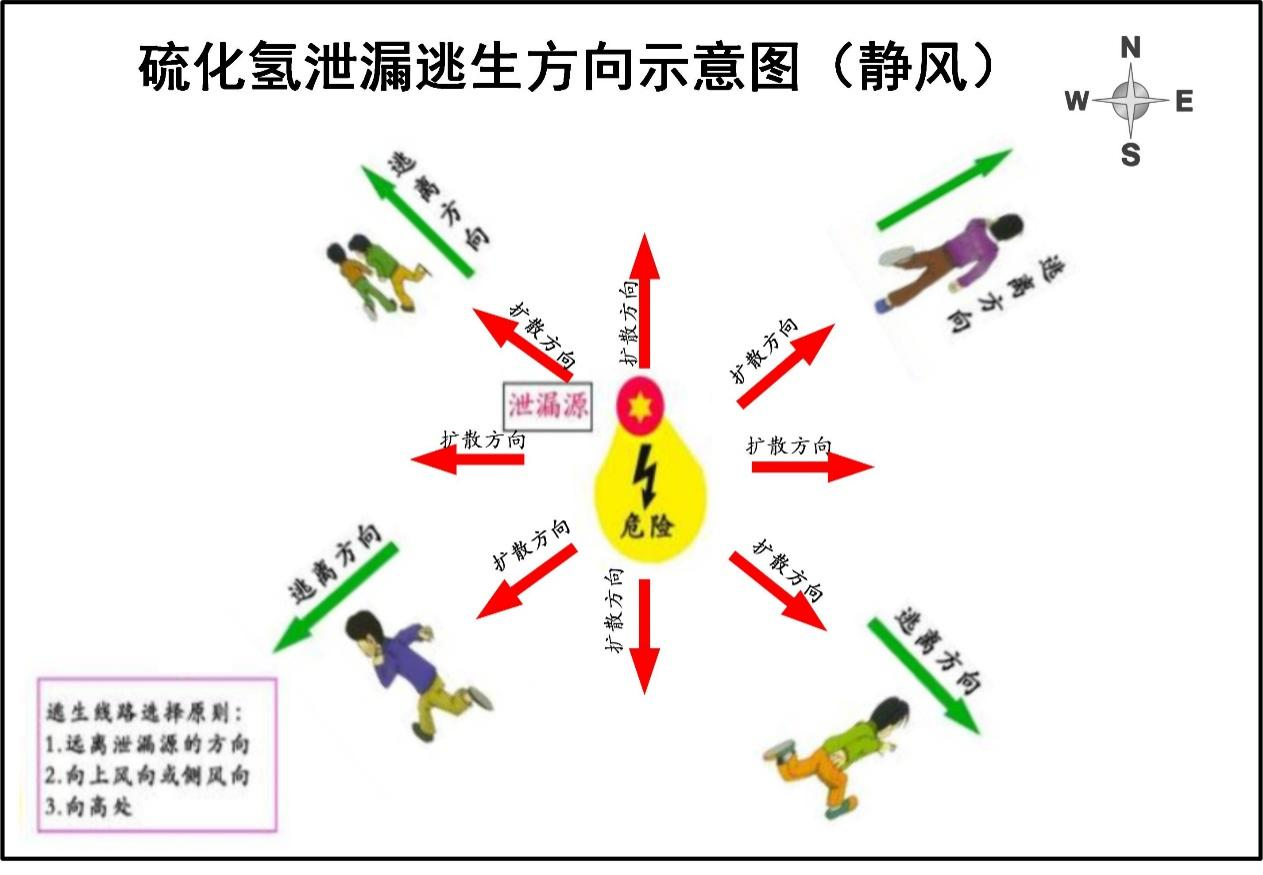 硫化氢泄漏逃生方向示意图（静风）
N
W E
S
逃离方向
逃离方向
扩散方向
扩散方向
扩散方向
泄漏源
扩散方向
扩散方向
危险
扩散方向
扩散方向
扩散方向
逃离方向
逃离方向
逃生线路选择原则：
1.远离泄漏源的方向
2.向上风向或侧风向
3.向高处